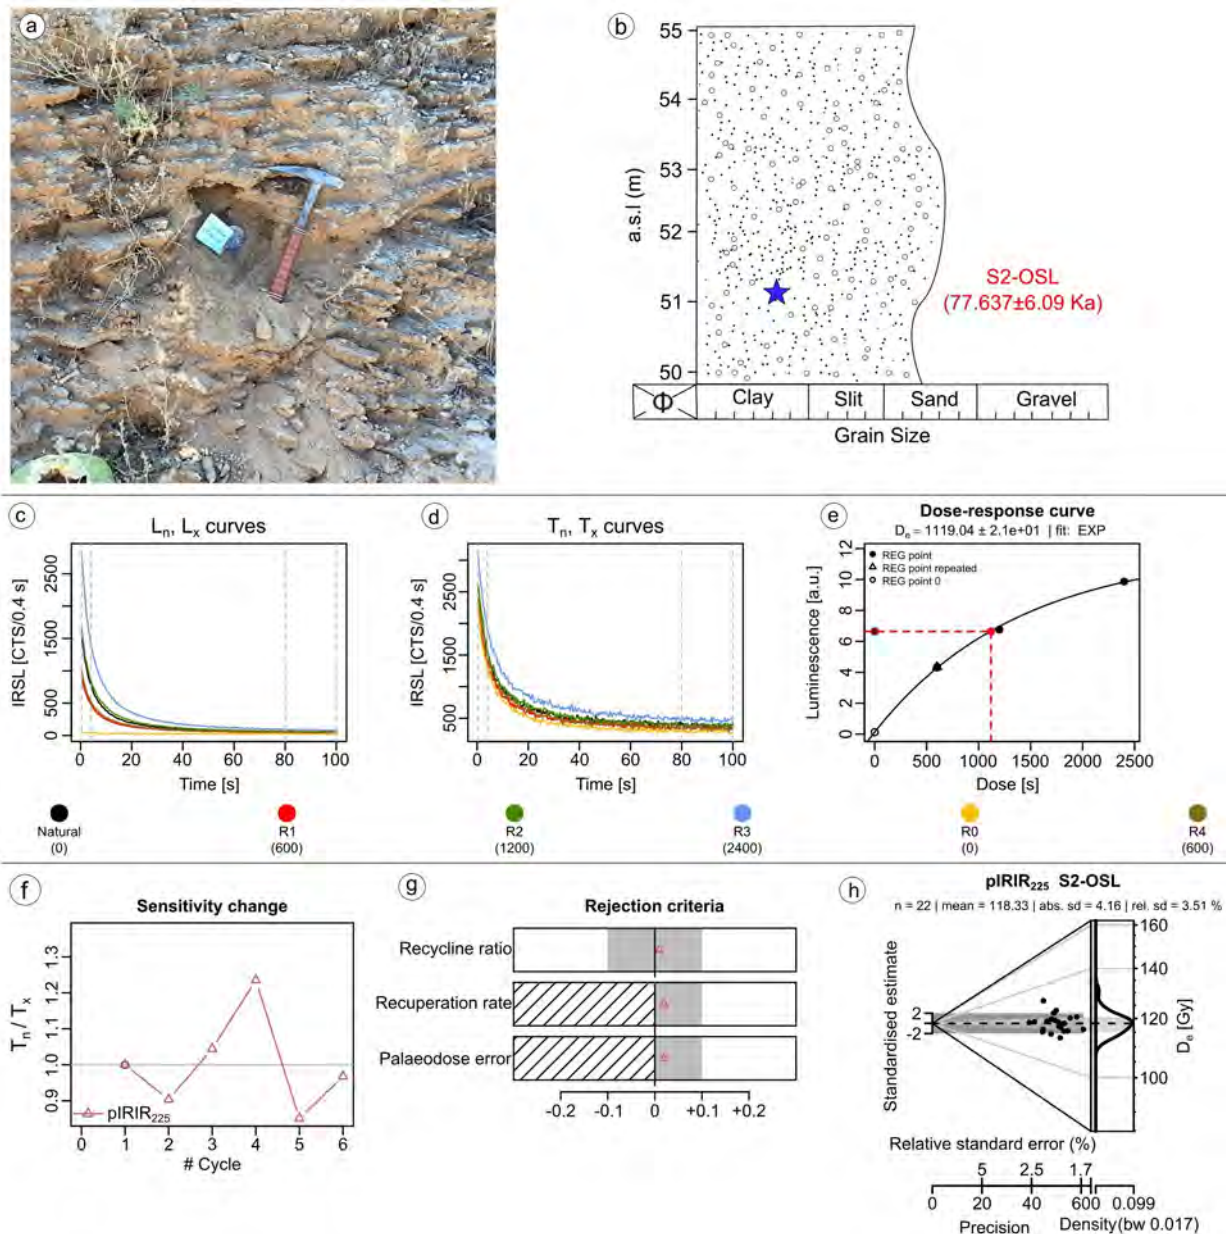 a
b
55
54
53
52
51
50
a.s.l (m)
S2-OSL
(77.637±6.09 Ka)
Φ
Clay
Slit
Sand
Gravel
Grain Size
c
Lₙ, Lₓ curves
IRSL [CTS/0.4 s]
2500
1500
500
0
0 20 40 60 80 100
Time [s]
d
Tₙ, Tₓ curves
IRSL [CTS/0.4 s]
2500
1500
500
0 20 40 60 80 100
Time [s]
e
Dose-response curve
Dₑ = 1119.04 ± 2.1e+01 | fit: EXP
REG point
REG point repeated
REG point 0
Luminescence [a.u.]
12
10
8
6
4
2
0
0 500 1000 1500 2000 2500
Dose [s]
Natural
(0)
R1
(600)
R2
(1200)
R3
(2400)
R0
(0)
R4
(600)
f
Sensitivity change
Tₙ / Tₓ
1.3
1.2
1.1
1.0
0.9
pIRIR₂₂₅
0 1 2 3 4 5 6
# Cycle
g
Rejection criteria
Recycline ratio
Recuperation rate
Palaeodose error
-0.2 -0.1 0 +0.1 +0.2
h
pIRIR₂₂₅ S2-OSL
n = 22 | mean = 118.33 | abs. sd = 4.16 | rel. sd = 3.51 %
Standardised estimate
2
-2
160
140
120
100
Dₑ [Gy]
Relative standard error (%)
5 2.5 1.7
0 20 40 600 0.099
Precision
Density(bw 0.017)